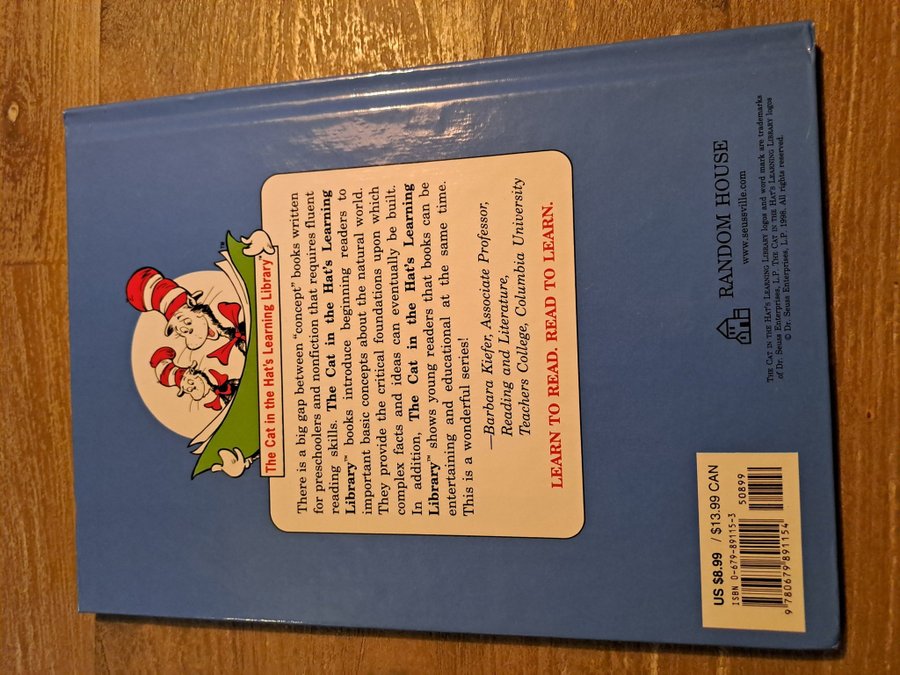 The Cat in the Hat's Learning Library™
There is a big gap between "concept" books written
for preschoolers and nonfiction that requires fluent
reading skills. The Cat in the Hat's Learning
Library™ books introduce beginning readers to
important basic concepts about the natural world.
They provide the critical foundations upon which
complex facts and ideas can eventually be built.
In addition, The Cat in the Hat's Learning
Library™ shows young readers that books can be
entertaining and educational at the same time.
This is a wonderful series!
—Barbara Kiefer, Associate Professor,
Reading and Literature,
Teachers College, Columbia University
LEARN TO READ. READ TO LEARN.
US $8.99 / $13.99 CAN
ISBN 0-679-89115-3
50899
9 780679 891154
RANDOM HOUSE
www.seussville.com
THE CAT IN THE HAT'S LEARNING LIBRARY logos and word mark are trademarks
of Dr. Seuss Enterprises, L.P. THE CAT IN THE HAT'S LEARNING LIBRARY logos
© Dr. Seuss Enterprises, L.P. 1998. All rights reserved.